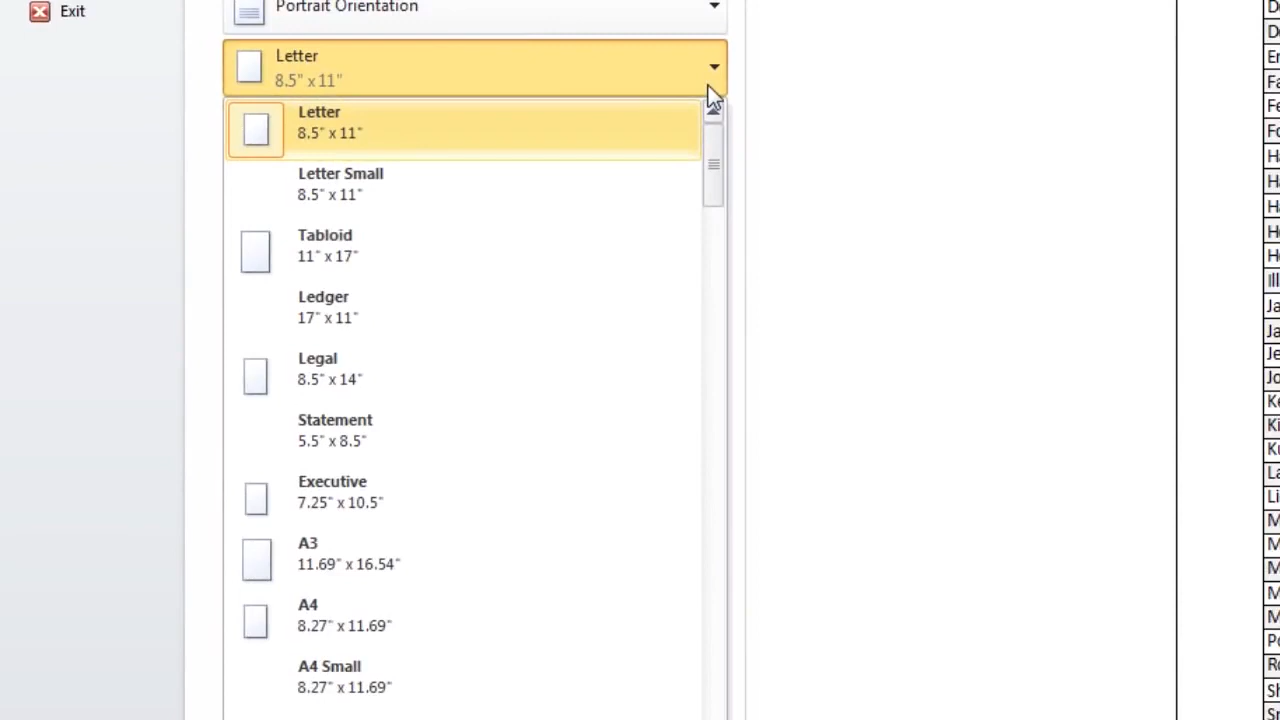 Exit
Portrait Orientation
Letter
8.5" x 11"
Letter
8.5" x 11"
Letter Small
8.5" x 11"
Tabloid
11" x 17"
Ledger
17" x 11"
Legal
8.5" x 14"
Statement
5.5" x 8.5"
Executive
7.25" x 10.5"
A3
11.69" x 16.54"
A4
8.27" x 11.69"
A4 Small
8.27" x 11.69"